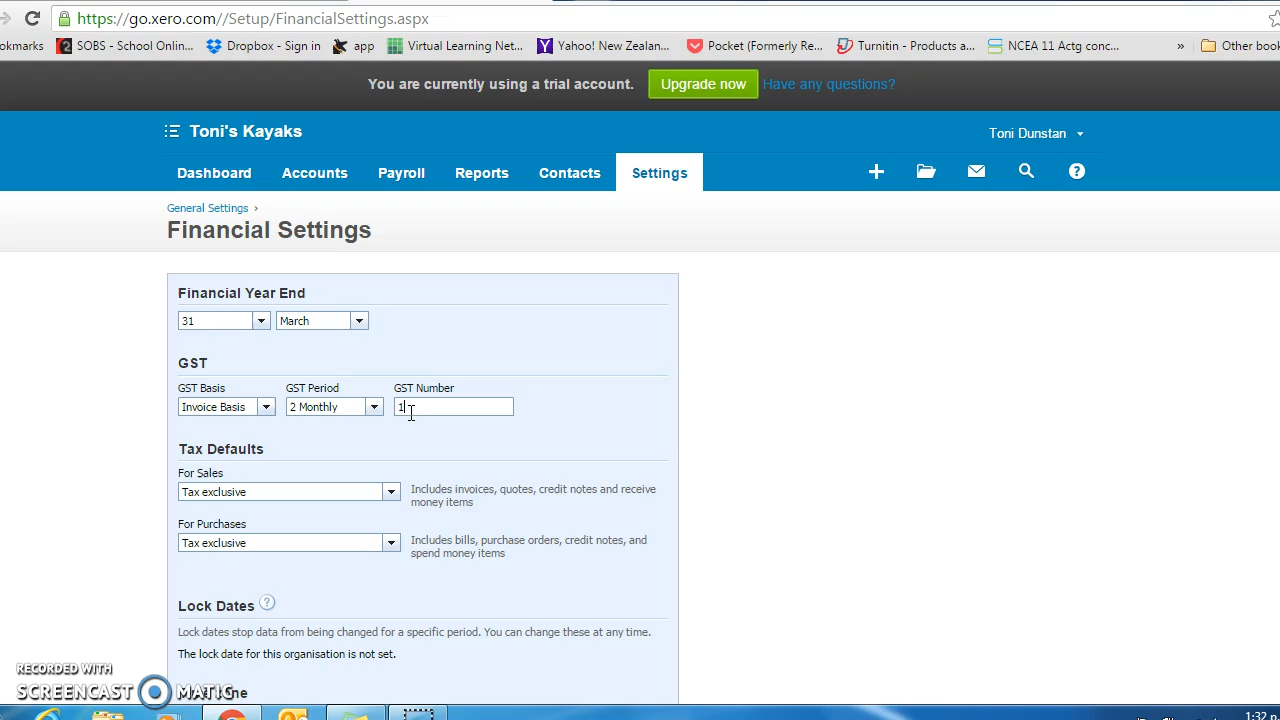 https://go.xero.com//Setup/FinancialSettings.aspx
okmarks SOBS - School Onlin... Dropbox - Sign in app Virtual Learning Net... Yahoo! New Zealan... Pocket (Formerly Re... Turnitin - Products a... NCEA 11 Actg conc... » Other book
You are currently using a trial account. Upgrade now Have any questions?
Toni's Kayaks Toni Dunstan
Dashboard Accounts Payroll Reports Contacts Settings
General Settings ›
Financial Settings
Financial Year End
31 March
GST
GST Basis GST Period GST Number
Invoice Basis 2 Monthly 1
Tax Defaults
For Sales
Tax exclusive Includes invoices, quotes, credit notes and receive
money items
For Purchases
Tax exclusive Includes bills, purchase orders, credit notes, and
spend money items
Lock Dates ?
Lock dates stop data from being changed for a specific period. You can change these at any time.
The lock date for this organisation is not set.
RECORDED WITH
SCREENCAST MATIC
1:32